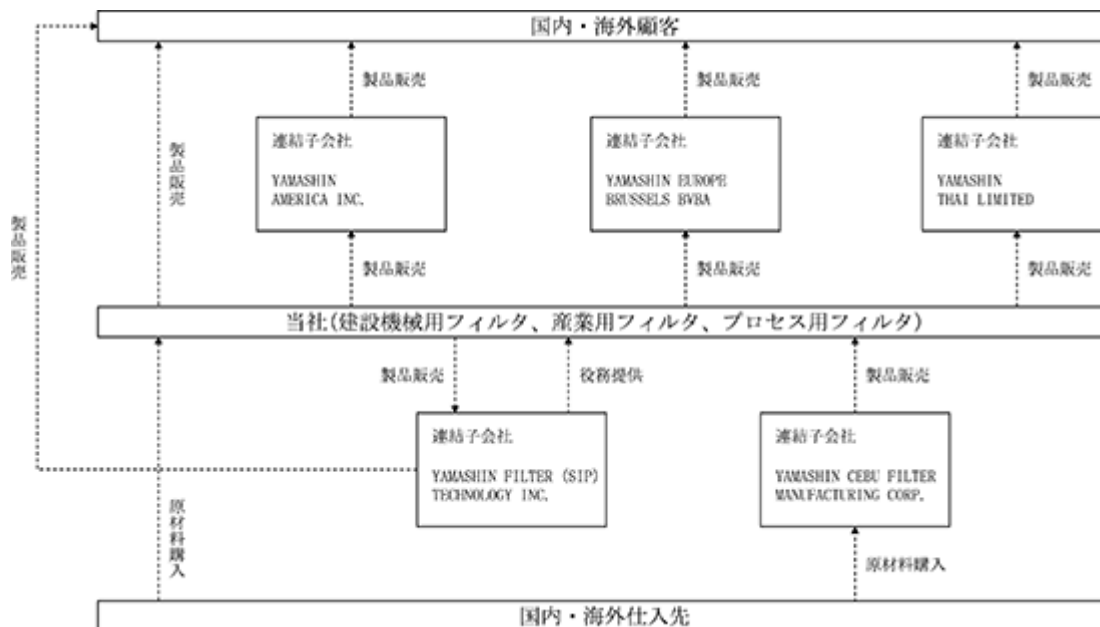 国内・海外顧客
製品販売
製品販売
製品販売
製品販売
製品販売
連結子会社
YAMASHIN
AMERICA INC.
連結子会社
YAMASHIN EUROPE
BRUSSELS BVBA
連結子会社
YAMASHIN
THAI LIMITED
製品販売
製品販売
製品販売
当社(建設機械用フィルタ、産業用フィルタ、プロセス用フィルタ)
製品販売
役務提供
製品販売
連結子会社
YAMASHIN FILTER (SIP)
TECHNOLOGY INC.
連結子会社
YAMASHIN CEBU FILTER
MANUFACTURING CORP.
原材料購入
原材料購入
国内・海外仕入先